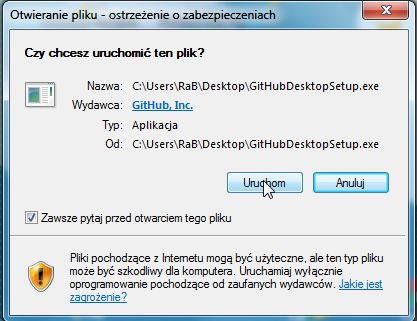 Otwieranie pliku - ostrzeżenie o zabezpieczeniach
Czy chcesz uruchomić ten plik?
Nazwa: C:\Users\RaB\Desktop\GitHubDesktopSetup.exe
Wydawca: GitHub, Inc.
Typ: Aplikacja
Od: C:\Users\RaB\Desktop\GitHubDesktopSetup.exe
Uruchom Anuluj
Zawsze pytaj przed otwarciem tego pliku
Pliki pochodzące z Internetu mogą być użyteczne, ale ten typ pliku
może być szkodliwy dla komputera. Uruchamiaj wyłącznie
oprogramowanie pochodzące od zaufanych wydawców. Jakie jest
zagrożenie?